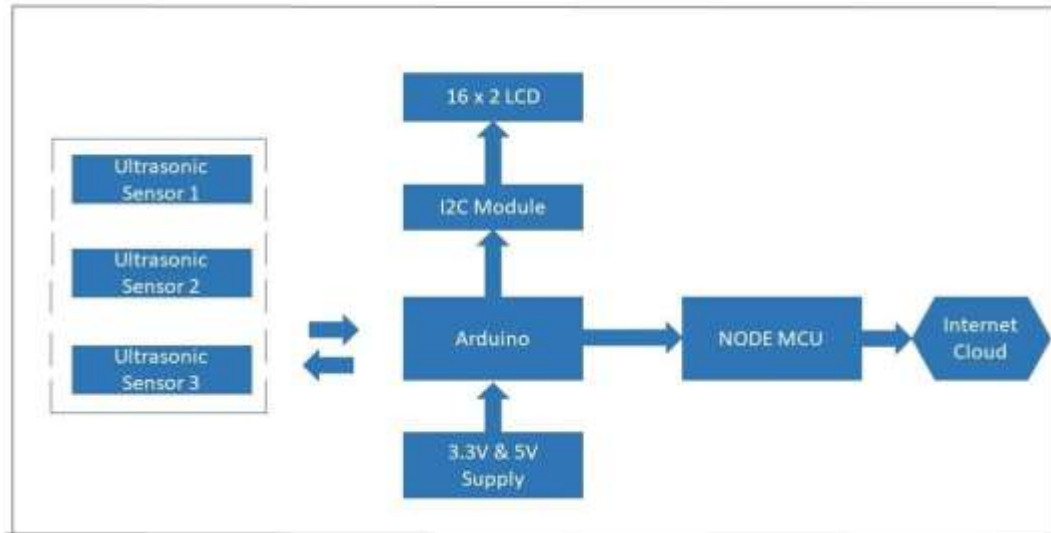 16 x 2 LCD
Ultrasonic
Sensor 1
I2C Module
Ultrasonic
Sensor 2
Ultrasonic
Sensor 3
Arduino
NODE MCU
Internet
Cloud
3.3V & 5V
Supply